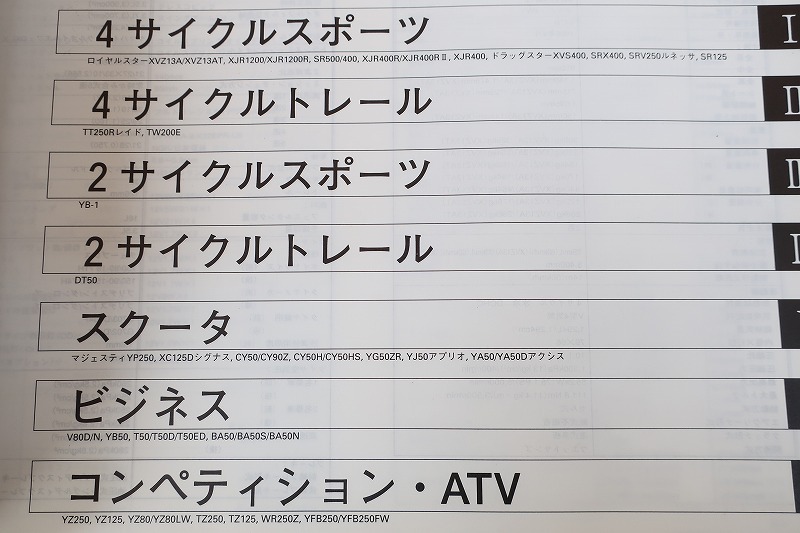 4サイクルスポーツ
ロイヤルスターXVZ13A/XVZ13AT, XJR1200/XJR1200R, SR500/400, XJR400R/XJR400RⅡ, XJR400, ドラッグスターXVS400, SRX400, SRV250ルネッサ, SR125
4サイクルトレール
TT250Rレイド, TW200E
2サイクルスポーツ
YB-1
2サイクルトレール
DT50
スクータ
マジェスティYP250, XC125Dシグナス, CY50/CY90Z, CY50H/CY50HS, YG50ZR, YJ50アプリオ, YA50/YA50Dアクシス
ビジネス
V80D/N, YB50, T50/T50D/T50ED, BA50/BA50S/BA50N
コンペティション・ATV
YZ250, YZ125, YZ80/YZ80LW, TZ250, TZ125, WR250Z, YFB250/YFB250FW